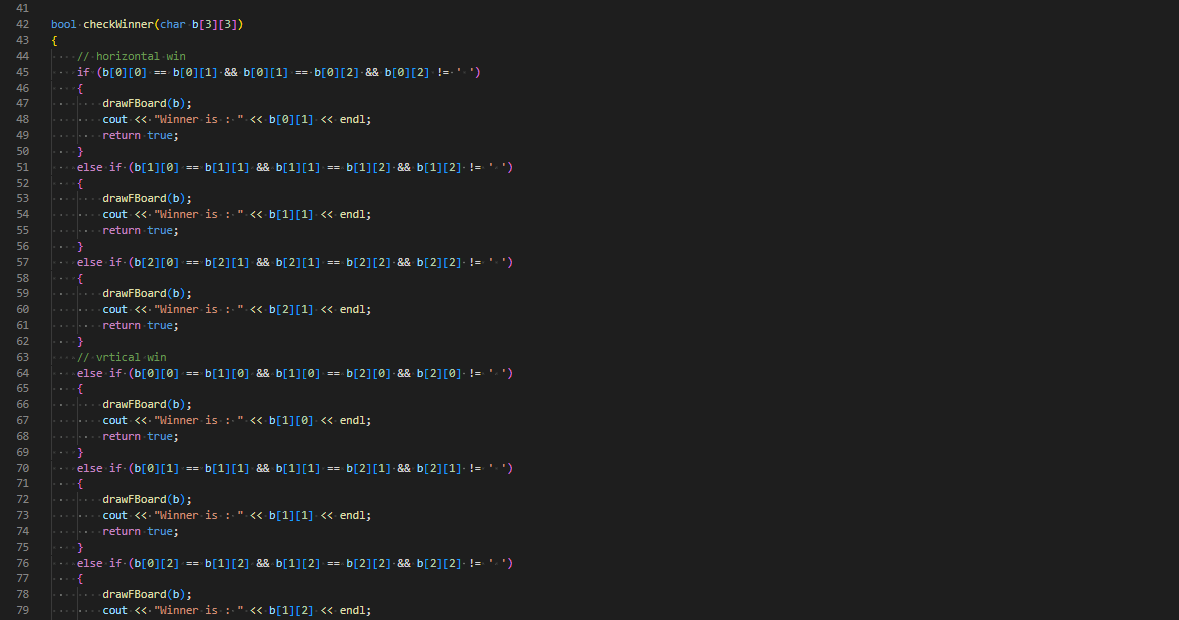 41
42 bool checkWinner(char b[3][3])
43 {
44 // horizontal win
45 if (b[0][0] == b[0][1] && b[0][1] == b[0][2] && b[0][2] != ' ')
46 {
47 drawFBoard(b);
48 cout << "Winner is : " << b[0][1] << endl;
49 return true;
50 }
51 else if (b[1][0] == b[1][1] && b[1][1] == b[1][2] && b[1][2] != ' ')
52 {
53 drawFBoard(b);
54 cout << "Winner is : " << b[1][1] << endl;
55 return true;
56 }
57 else if (b[2][0] == b[2][1] && b[2][1] == b[2][2] && b[2][2] != ' ')
58 {
59 drawFBoard(b);
60 cout << "Winner is : " << b[2][1] << endl;
61 return true;
62 }
63 // vrtical win
64 else if (b[0][0] == b[1][0] && b[1][0] == b[2][0] && b[2][0] != ' ')
65 {
66 drawFBoard(b);
67 cout << "Winner is : " << b[1][0] << endl;
68 return true;
69 }
70 else if (b[0][1] == b[1][1] && b[1][1] == b[2][1] && b[2][1] != ' ')
71 {
72 drawFBoard(b);
73 cout << "Winner is : " << b[1][1] << endl;
74 return true;
75 }
76 else if (b[0][2] == b[1][2] && b[1][2] == b[2][2] && b[2][2] != ' ')
77 {
78 drawFBoard(b);
79 cout << "Winner is : " << b[1][2] << endl;